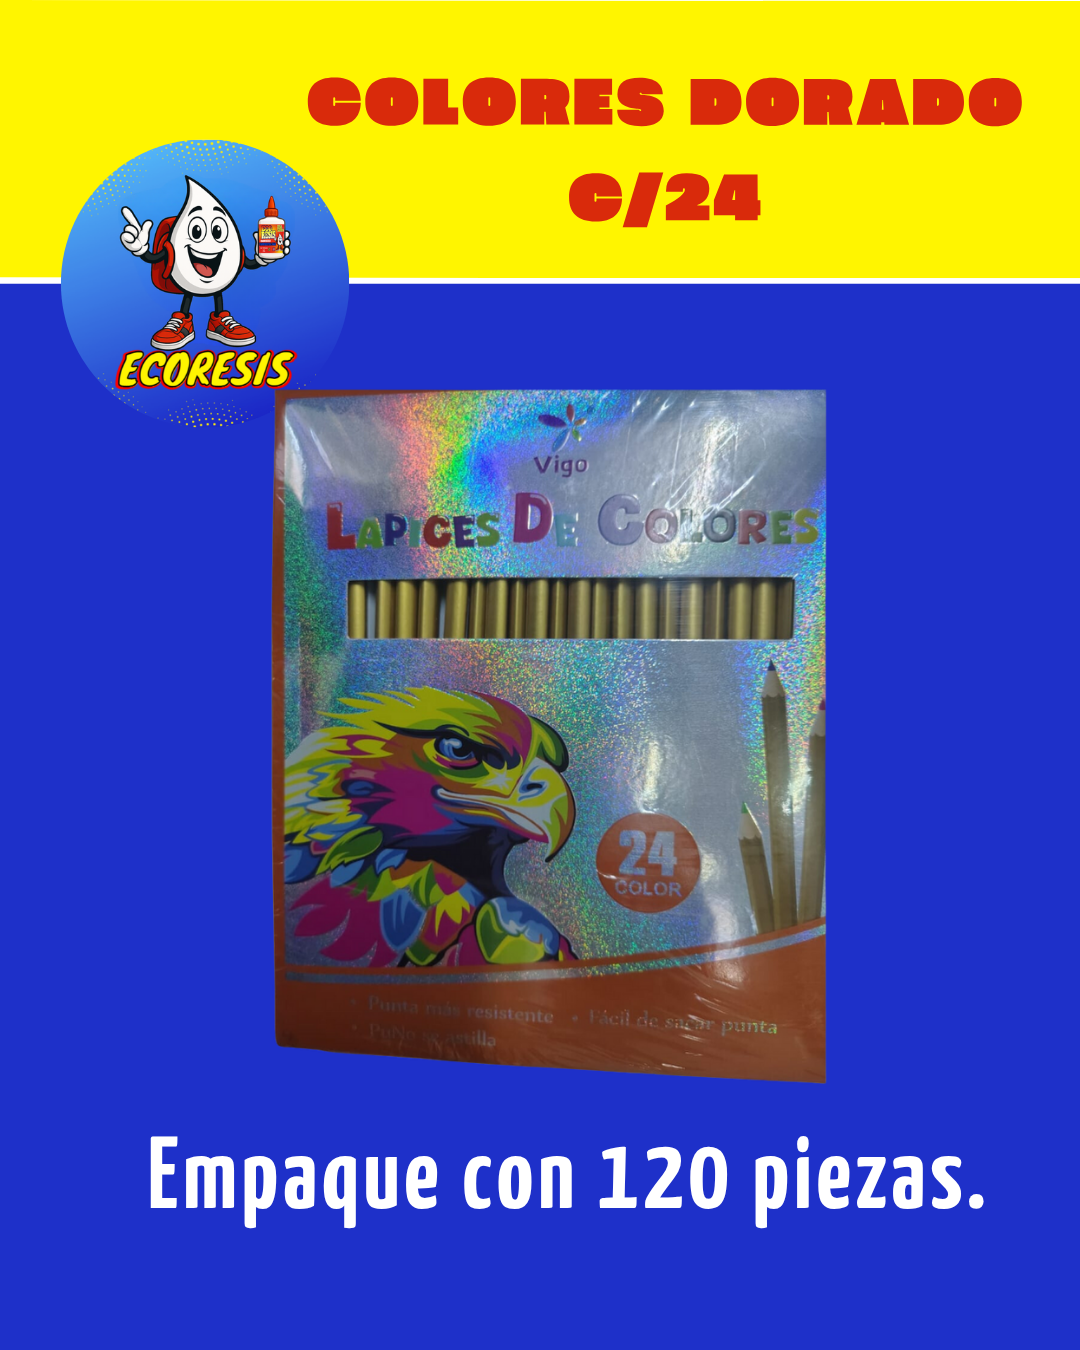 COLORES DORADO
C/24
ECORESIS
Vigo
LAPICES DE COLORES
24
COLOR
• Punta más resistente • Fácil de sacar punta
Empaque con 120 piezas.